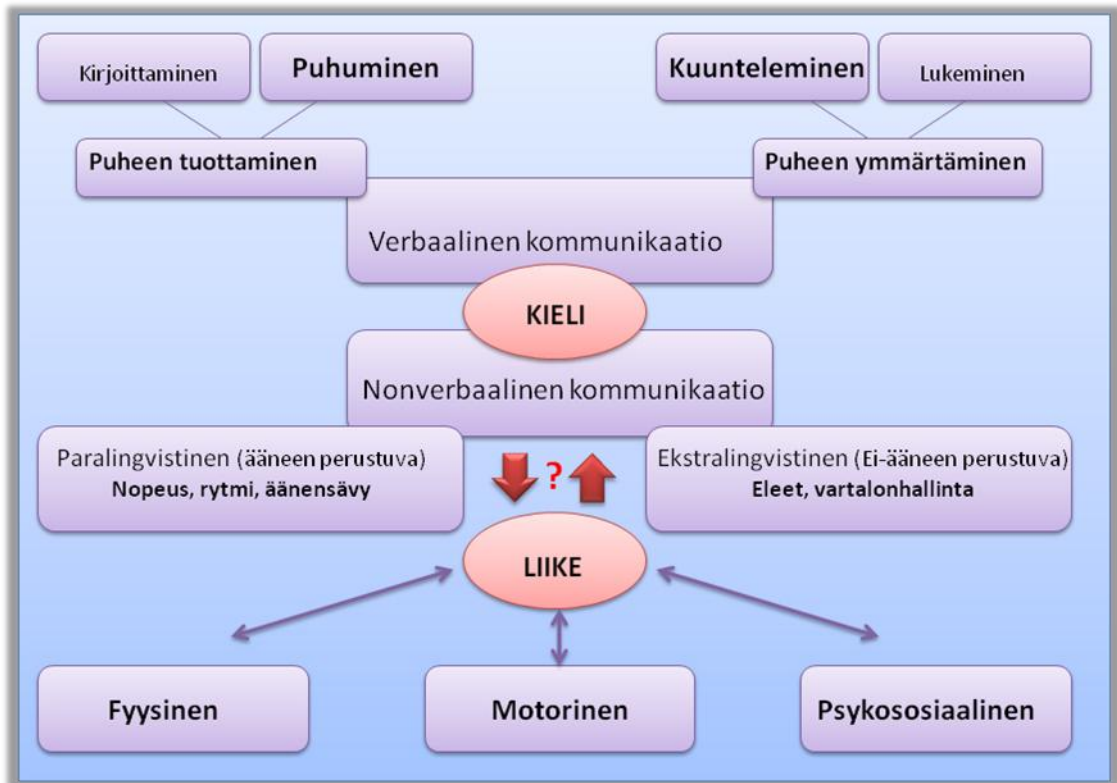 Kirjoittaminen
Puhuminen
Kuunteleminen
Lukeminen
Puheen tuottaminen
Puheen ymmärtäminen
Verbaalinen kommunikaatio
KIELI
Nonverbaalinen kommunikaatio
Paralingvistinen (ääneen perustuva)
Nopeus, rytmi, äänensävy
?
Ekstralingvistinen (Ei-ääneen perustuva)
Eleet, vartalonhallinta
LIIKE
Fyysinen
Motorinen
Psykososiaalinen